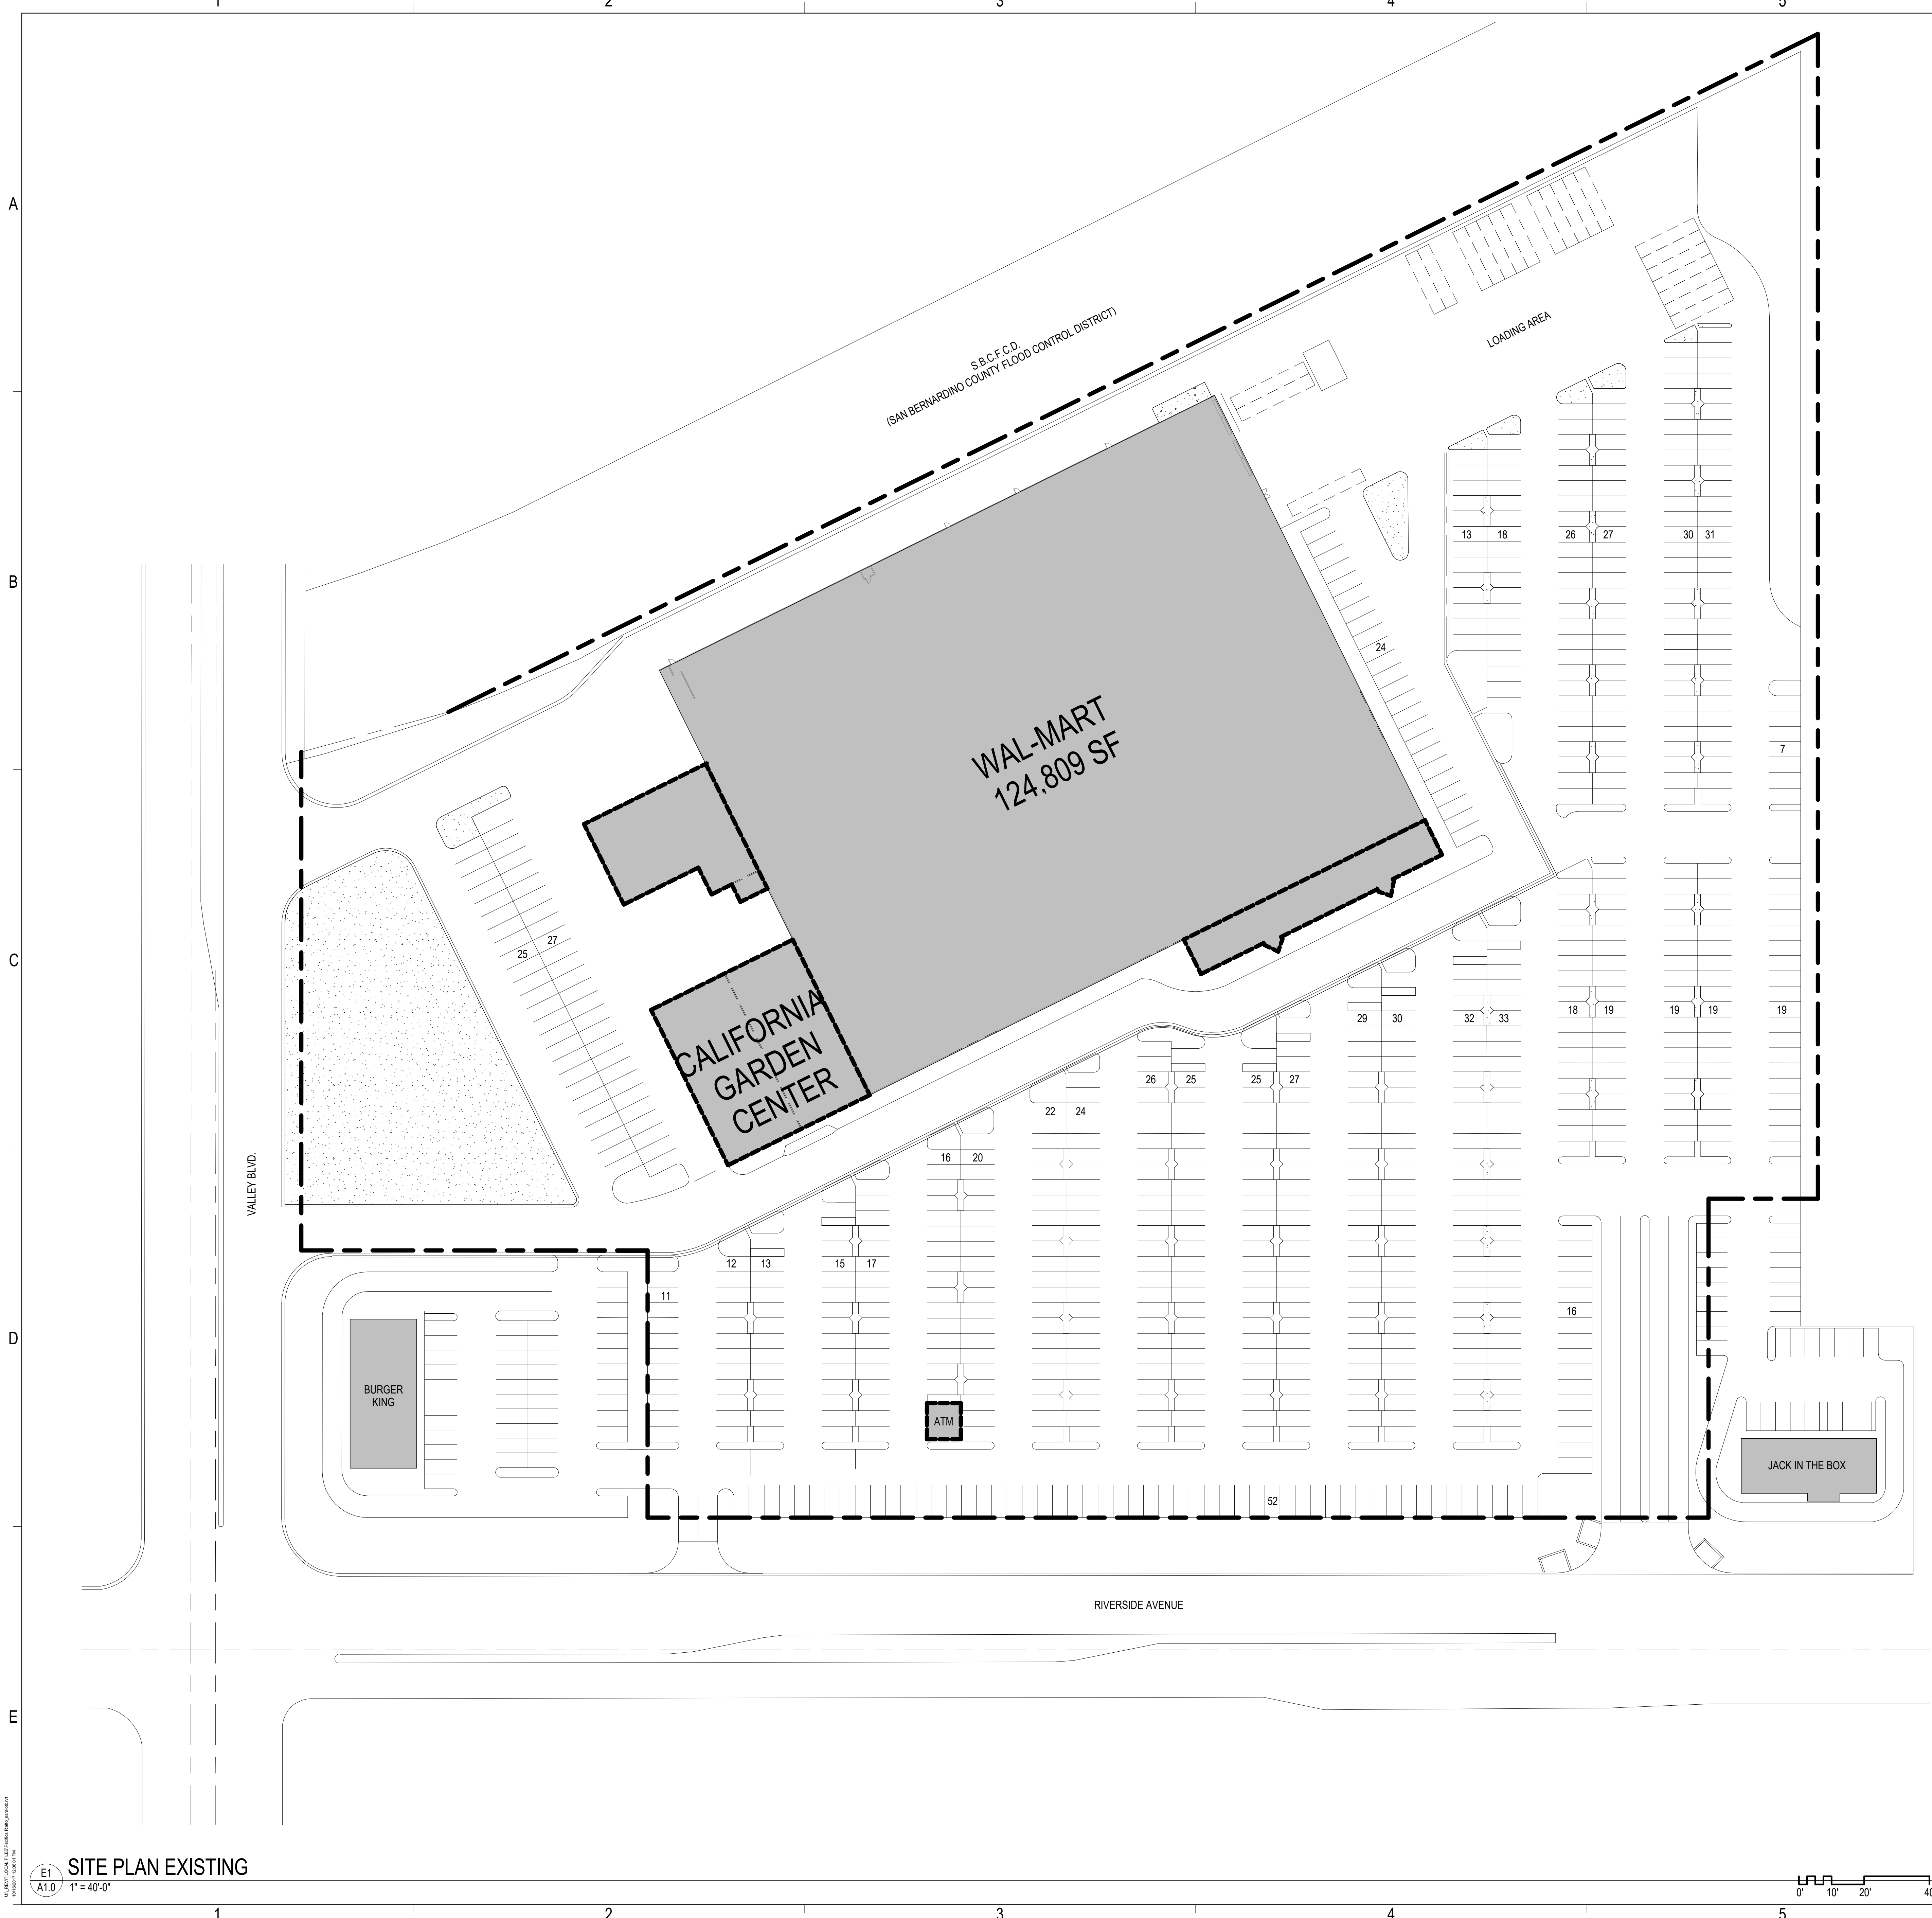 1 2 3 4 5
A
B
C
D
E
S.B.C.F.C.D.
(SAN BERNARDINO COUNTY FLOOD CONTROL DISTRICT)
LOADING AREA
13 18 26 27 30 31
24
WAL-MART
124,809 SF
7
27
25
CALIFORNIA
GARDEN
CENTER
18 19 19 19 19
29 30 32 33
26 25 25 27
22 24
16 20
VALLEY BLVD.
12 13 15 17
11
16
BURGER
KING
ATM
JACK IN THE BOX
52
RIVERSIDE AVENUE
E1
A1.0
SITE PLAN EXISTING
1" = 40'-0"
0' 10' 20' 40
1 2 3 4 5